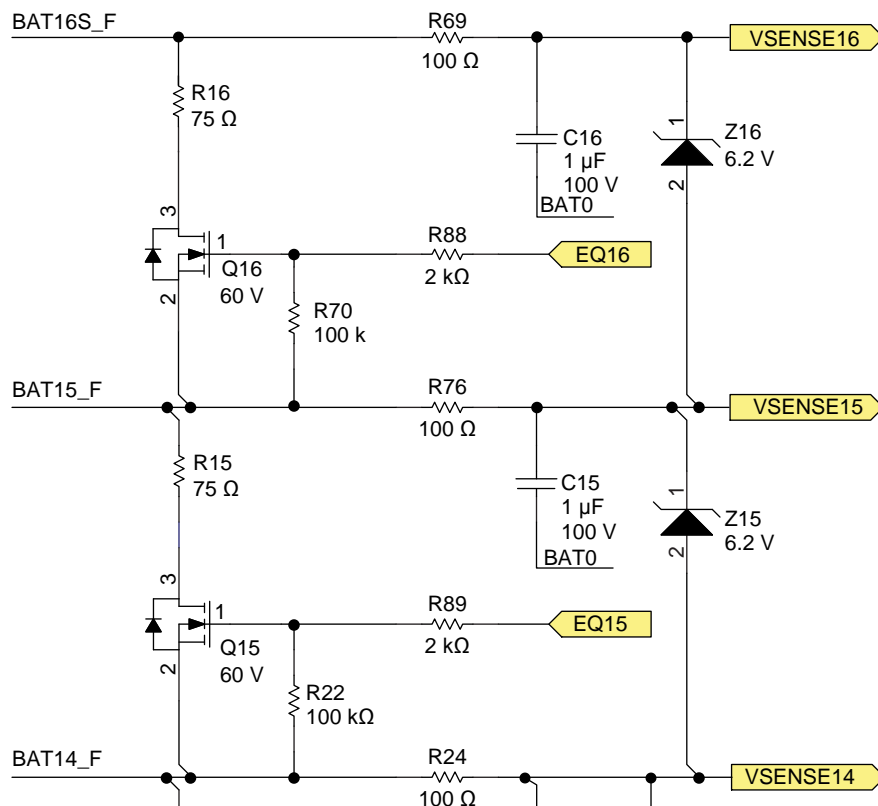 BAT16S_F
R69
100 Ω
VSENSE16
R16
75 Ω
C16
1 µF
100 V
BAT0
1
Z16
6.2 V
2
3
1
Q16
60 V
2
R88
2 kΩ
EQ16
R70
100 k
BAT15_F
R76
100 Ω
VSENSE15
R15
75 Ω
C15
1 µF
100 V
BAT0
1
Z15
6.2 V
2
3
1
Q15
60 V
2
R89
2 kΩ
EQ15
R22
100 kΩ
BAT14_F
R24
100 Ω
VSENSE14